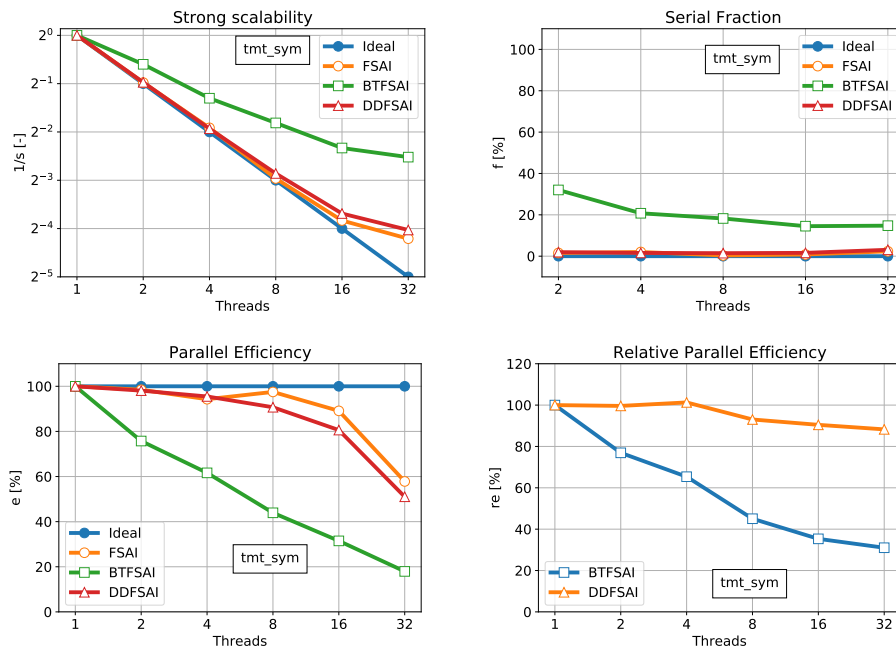 Strong scalability
tmt_sym
Ideal
FSAI
BTFSAI
DDFSAI
1/s [-]
2⁰
2⁻¹
2⁻²
2⁻³
2⁻⁴
2⁻⁵
1 2 4 8 16 32
Threads
Serial Fraction
tmt_sym
Ideal
FSAI
BTFSAI
DDFSAI
f [%]
100
80
60
40
20
0
2 4 8 16 32
Threads
Parallel Efficiency
e [%]
100
80
60
40
20
0
Ideal
FSAI
BTFSAI
DDFSAI
tmt_sym
1 2 4 8 16 32
Threads
Relative Parallel Efficiency
re [%]
120
100
80
60
40
20
0
BTFSAI
DDFSAI
tmt_sym
1 2 4 8 16 32
Threads